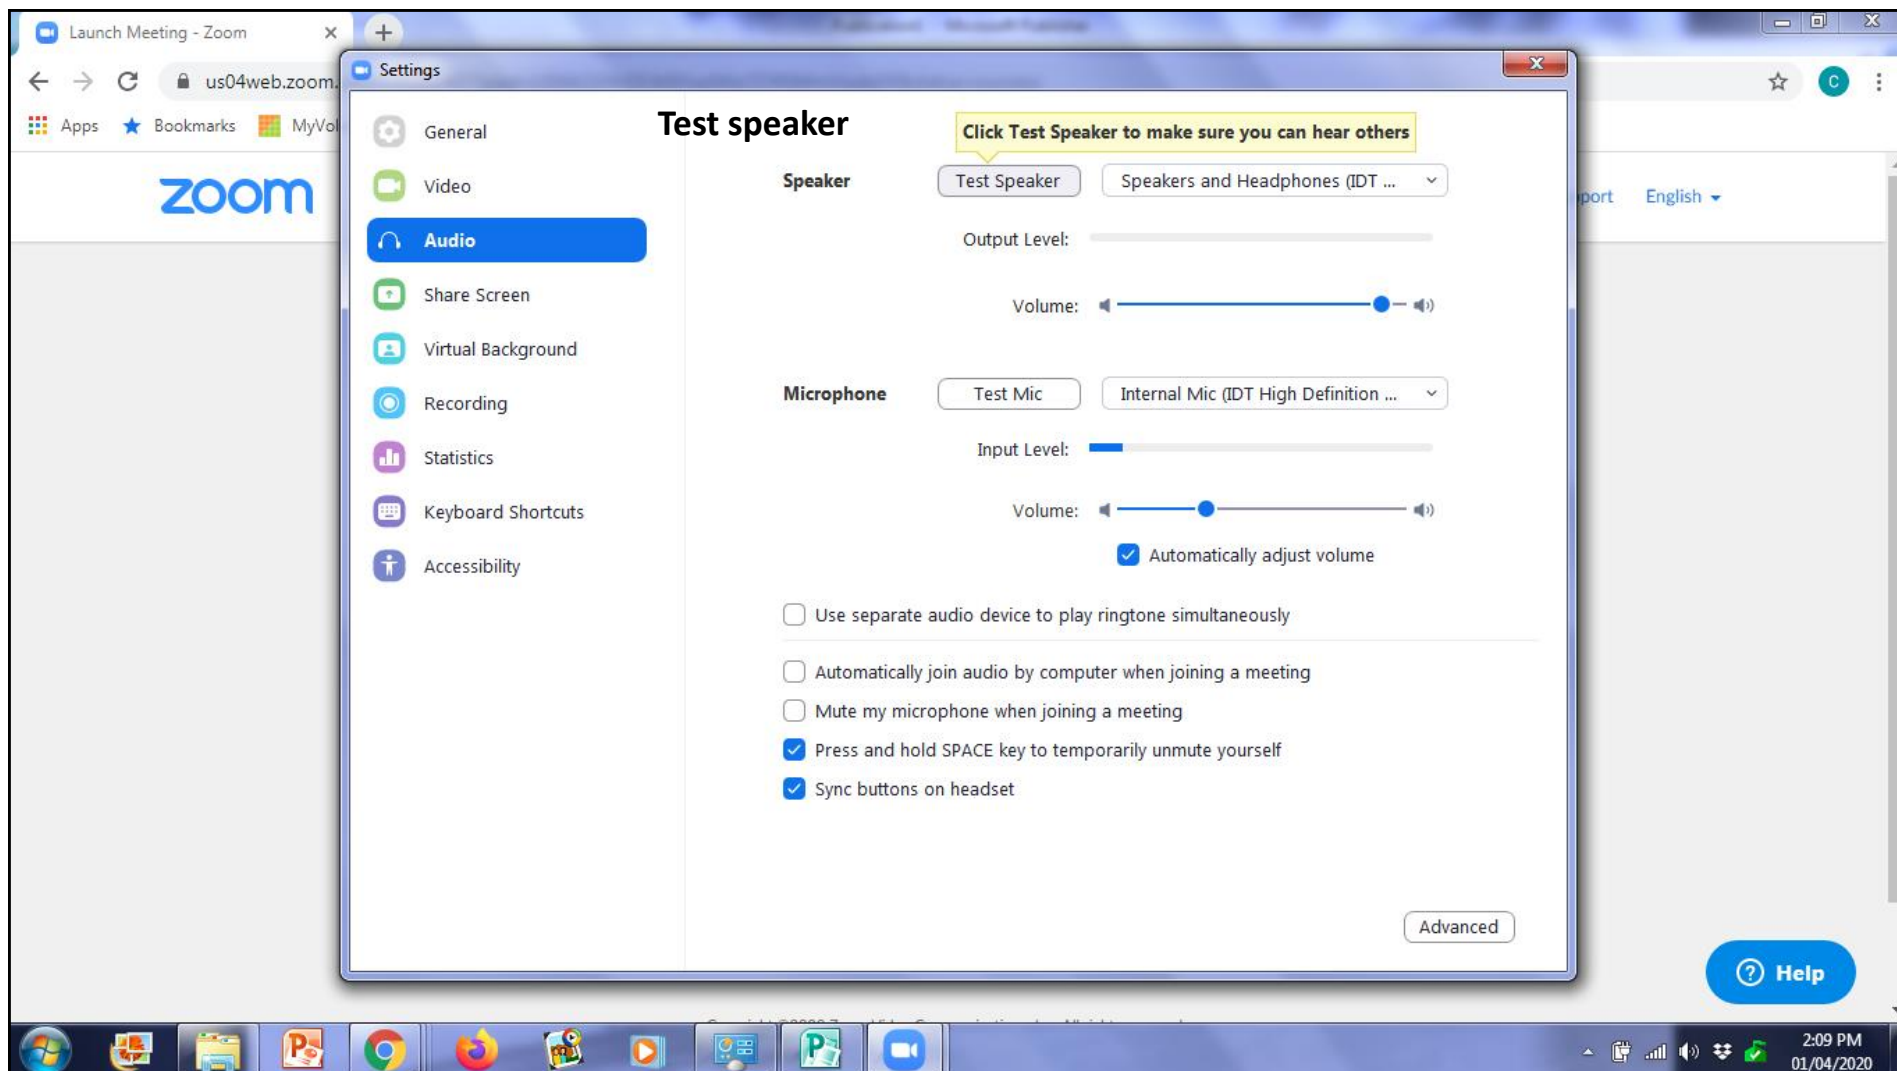 Launch Meeting - Zoom
Settings
us04web.zoom.
C
Apps
Bookmarks
MyVol
General
Test speaker
Click Test Speaker to make sure you can hear others
zoom
Video
Speaker
Test Speaker
Speakers and Headphones (IDT ...
port
English
Audio
Output Level:
Share Screen
Volume:
Virtual Background
Microphone
Test Mic
Internal Mic (IDT High Definition ...
Recording
Statistics
Input Level:
Keyboard Shortcuts
Volume:
Accessibility
Automatically adjust volume
Use separate audio device to play ringtone simultaneously
Automatically join audio by computer when joining a meeting
Mute my microphone when joining a meeting
Press and hold SPACE key to temporarily unmute yourself
Sync buttons on headset
Advanced
Help
2:09 PM
01/04/2020